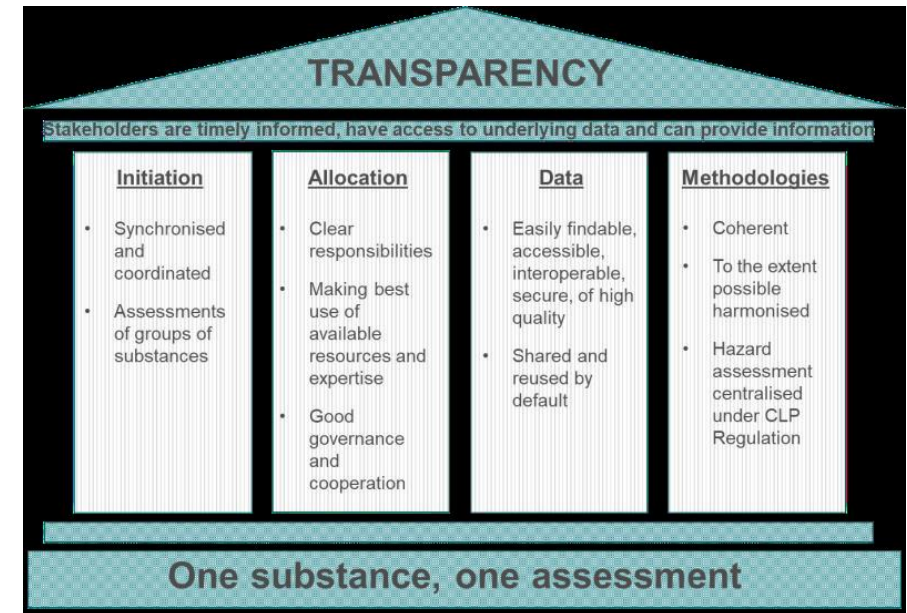 TRANSPARENCY
Stakeholders are timely informed, have access to underlying data and can provide information
Initiation
• Synchronised
and
coordinated
• Assessments
of groups of
substances
Allocation
• Clear
responsibilities
• Making best
use of
available
resources and
expertise
• Good
governance
and
cooperation
Data
• Easily findable,
accessible,
interoperable,
secure, of high
quality
• Shared and
reused by
default
Methodologies
• Coherent
• To the extent
possible
harmonised
• Hazard
assessment
centralised
under CLP
Regulation
One substance, one assessment